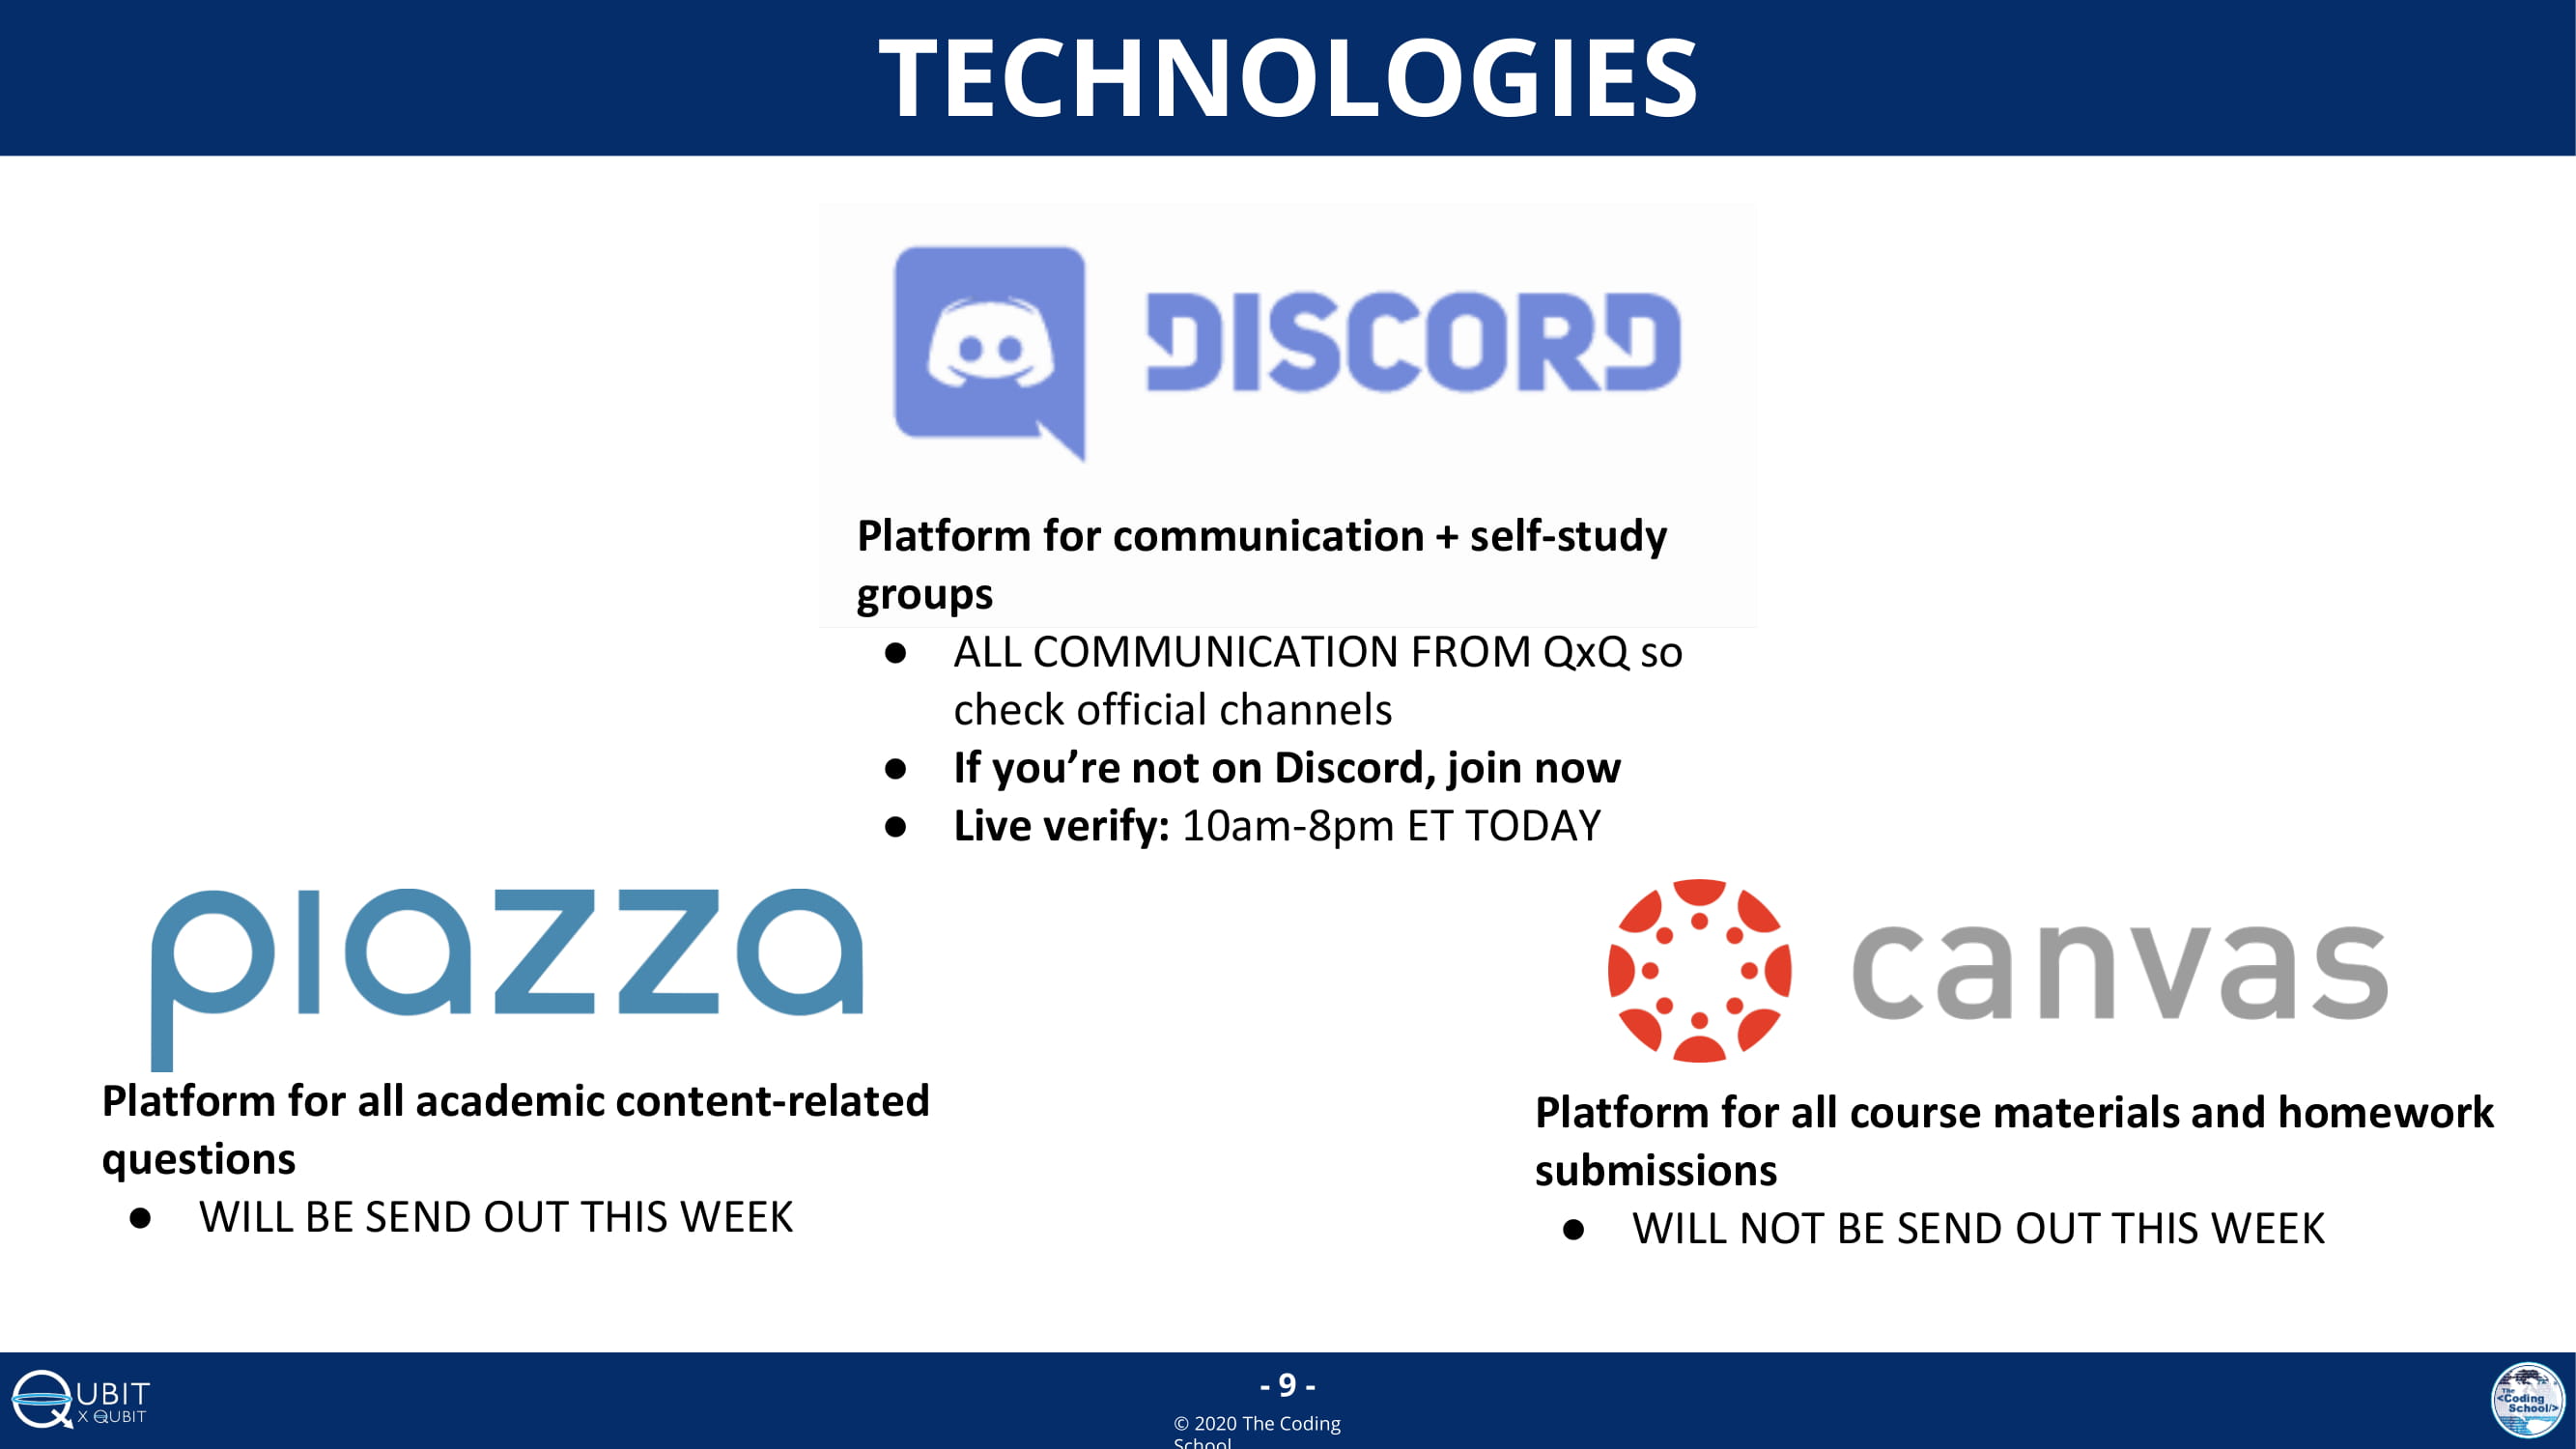 TECHNOLOGIES
DISCORD
Platform for communication + self-study
groups
● ALL COMMUNICATION FROM QxQ so
check official channels
● If you’re not on Discord, join now
● Live verify: 10am-8pm ET TODAY
piazza
Platform for all academic content-related
questions
● WILL BE SEND OUT THIS WEEK
canvas
Platform for all course materials and homework
submissions
● WILL NOT BE SEND OUT THIS WEEK
QUBIT
X QUBIT
- 9 -
© 2020 The Coding
School
The
<Coding
School/>